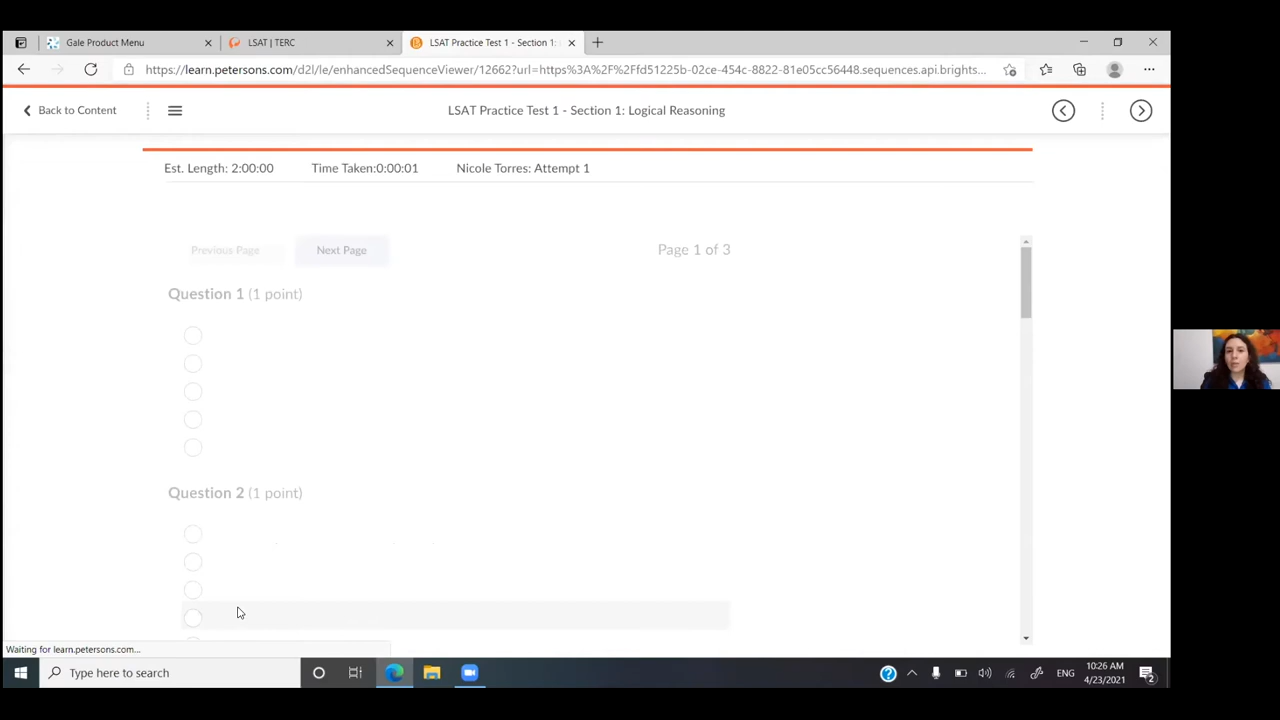 Gale Product Menu
LSAT | TERC
LSAT Practice Test 1 - Section 1:
https://learn.petersons.com/d2l/le/enhancedSequenceViewer/12662?url=https%3A%2F%2Ffd51225b-02ce-454c-8822-81e05cc56448.sequences.api.brights...
Back to Content
LSAT Practice Test 1 - Section 1: Logical Reasoning
Est. Length: 2:00:00
Time Taken:0:00:01
Nicole Torres: Attempt 1
Previous Page
Next Page
Page 1 of 3
Question 1 (1 point)
Question 2 (1 point)
Waiting for learn.petersons.com...
Type here to search
ENG
10:26 AM
4/23/2021
2